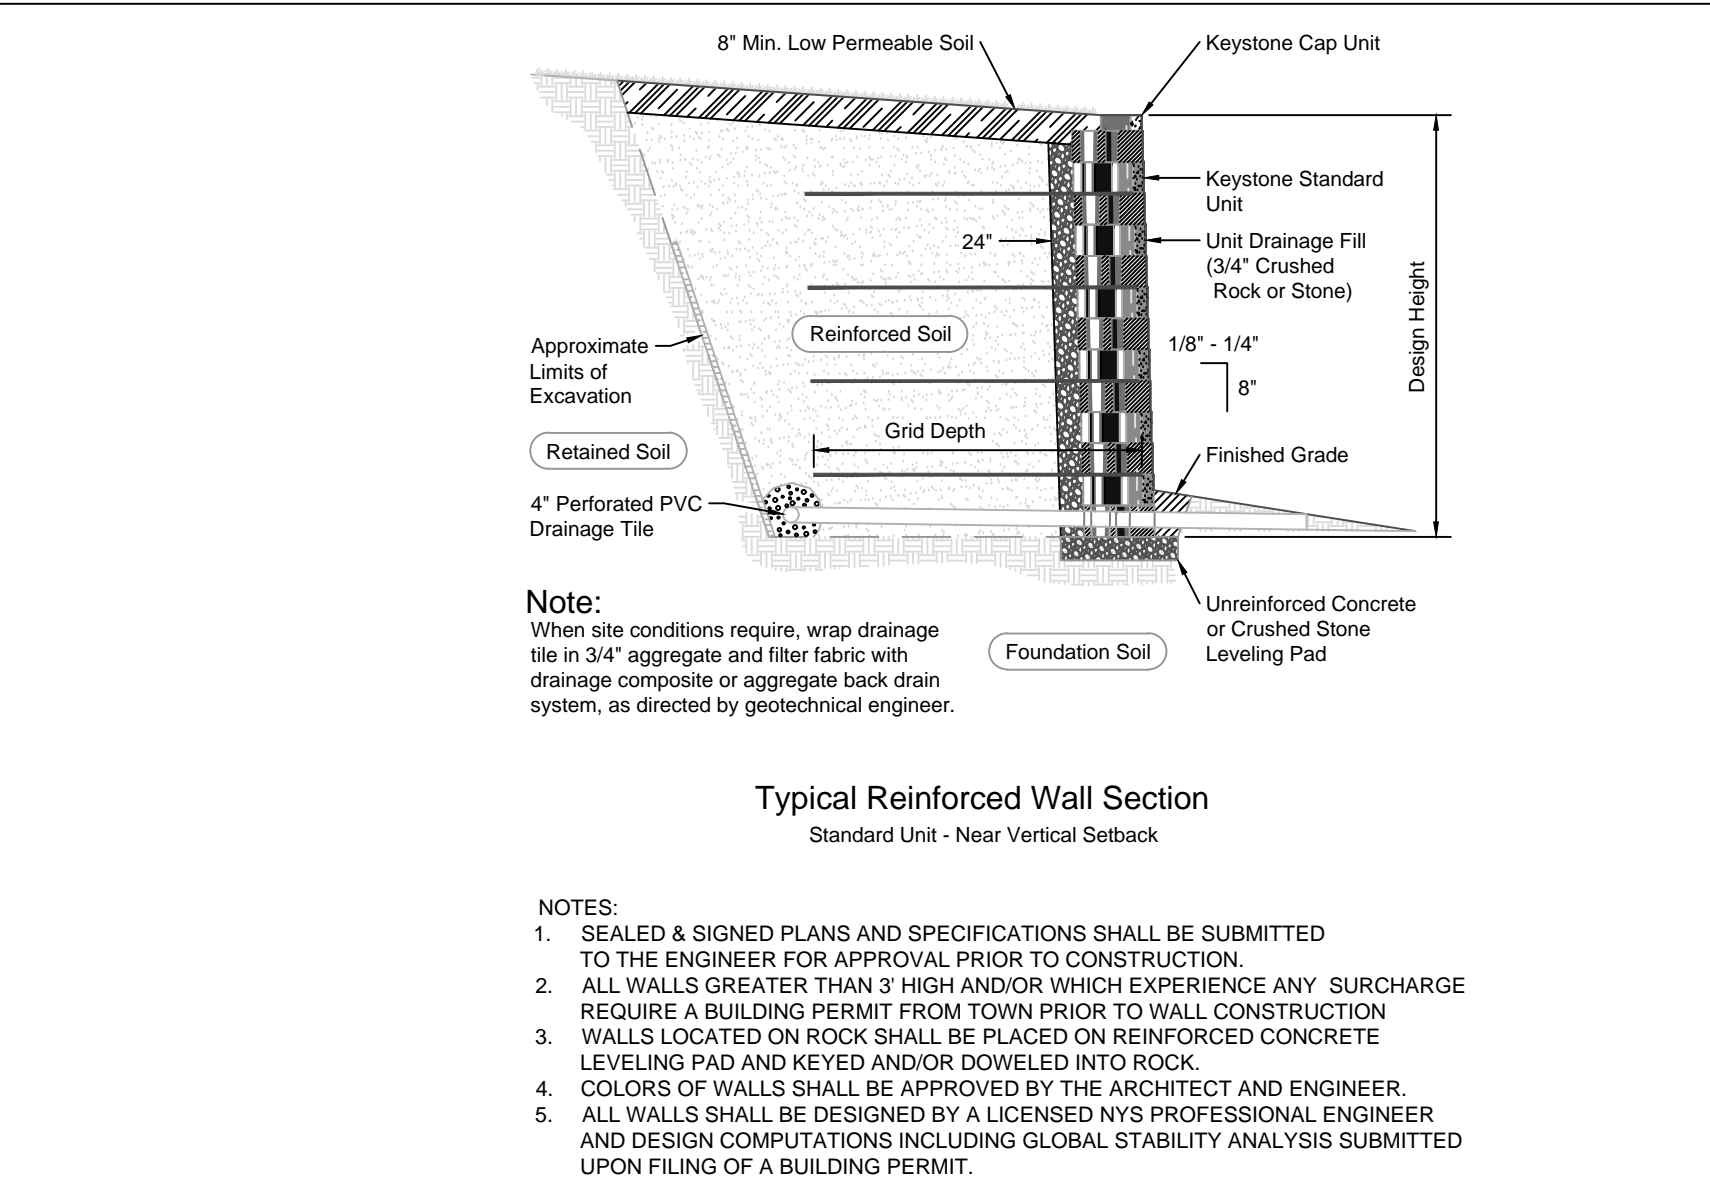 8" Min. Low Permeable Soil
Keystone Cap Unit
Keystone Standard
Unit
24"
Unit Drainage Fill
(3/4" Crushed
Rock or Stone)
Design Height
Reinforced Soil
1/8" - 1/4"
8"
Approximate
Limits of
Excavation
Grid Depth
Retained Soil
Finished Grade
4" Perforated PVC
Drainage Tile
Note:
When site conditions require, wrap drainage
tile in 3/4" aggregate and filter fabric with
drainage composite or aggregate back drain
system, as directed by geotechnical engineer.
Foundation Soil
Unreinforced Concrete
or Crushed Stone
Leveling Pad
Typical Reinforced Wall Section
Standard Unit - Near Vertical Setback
NOTES:
1. SEALED & SIGNED PLANS AND SPECIFICATIONS SHALL BE SUBMITTED
TO THE ENGINEER FOR APPROVAL PRIOR TO CONSTRUCTION.
2. ALL WALLS GREATER THAN 3' HIGH AND/OR WHICH EXPERIENCE ANY SURCHARGE
REQUIRE A BUILDING PERMIT FROM TOWN PRIOR TO WALL CONSTRUCTION
3. WALLS LOCATED ON ROCK SHALL BE PLACED ON REINFORCED CONCRETE
LEVELING PAD AND KEYED AND/OR DOWELED INTO ROCK.
4. COLORS OF WALLS SHALL BE APPROVED BY THE ARCHITECT AND ENGINEER.
5. ALL WALLS SHALL BE DESIGNED BY A LICENSED NYS PROFESSIONAL ENGINEER
AND DESIGN COMPUTATIONS INCLUDING GLOBAL STABILITY ANALYSIS SUBMITTED
UPON FILING OF A BUILDING PERMIT.